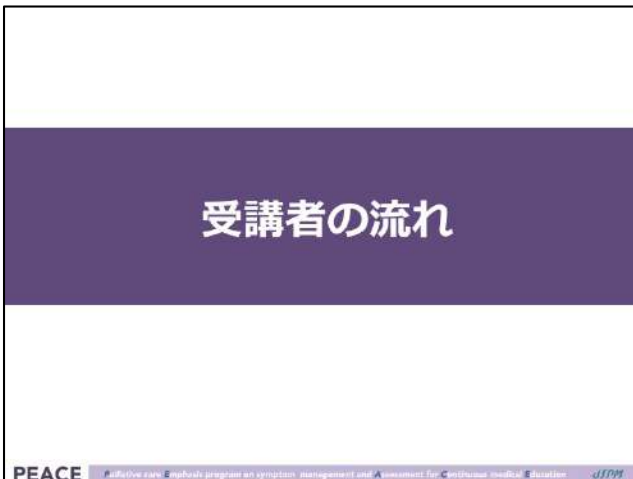 受講者の流れ
PEACE Palliative care Emphasis program on symptom management and Assessment for Continuous medical Education JSPM